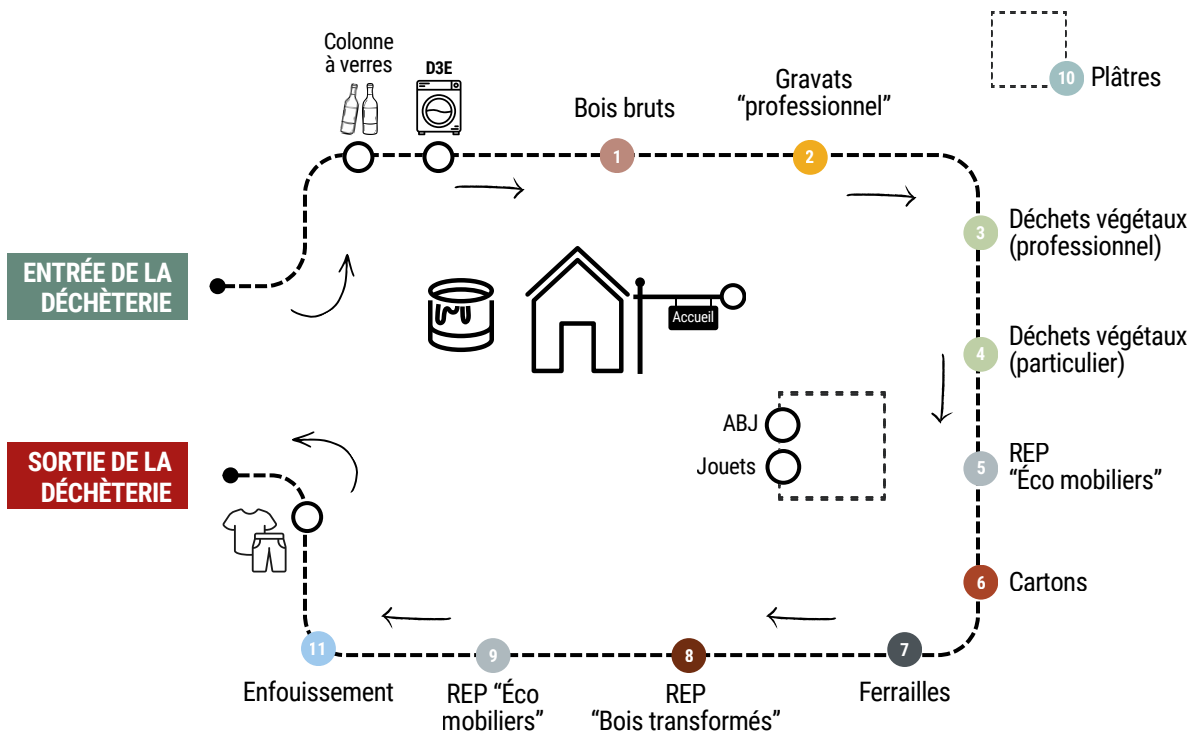 Colonne
à verres
D3E
Bois bruts
1
Gravats
“professionnel”
2
10
Plâtres
3
Déchets végétaux
(professionnel)
ENTRÉE DE LA
DÉCHÈTERIE
Accueil
4
Déchets végétaux
(particulier)
ABJ
Jouets
5
REP
“Éco mobiliers”
SORTIE DE LA
DÉCHÈTERIE
6
Cartons
7
Ferrailles
8
REP
“Bois transformés”
9
REP “Éco
mobiliers”
11
Enfouissement